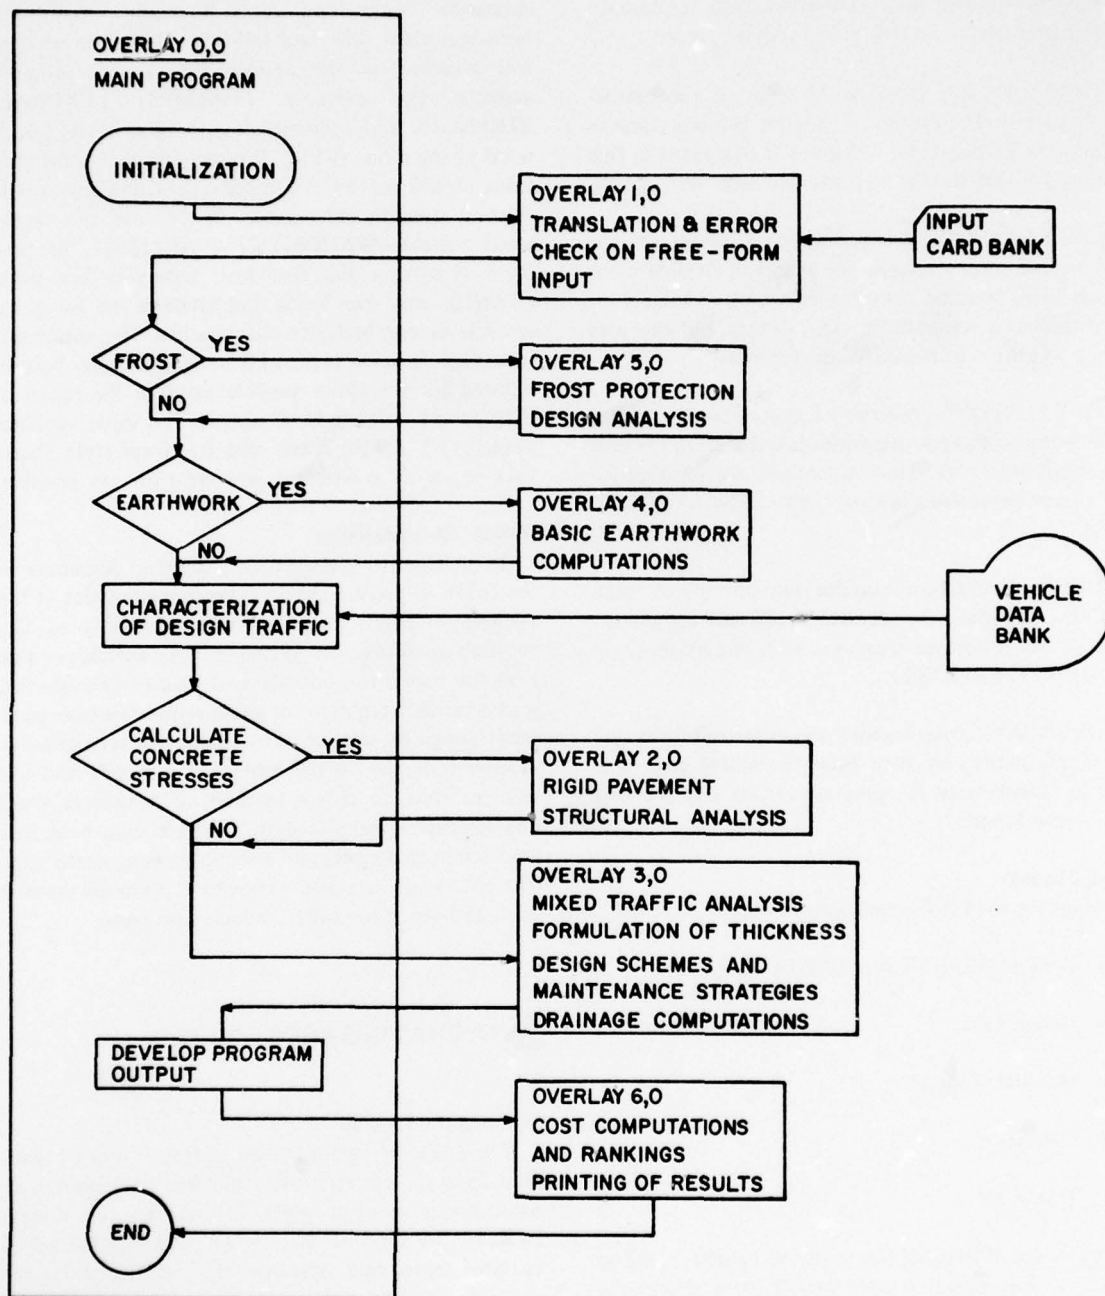 OVERLAY 0,0
MAIN PROGRAM
INITIALIZATION
OVERLAY 1,0
TRANSLATION & ERROR
CHECK ON FREE-FORM
INPUT
INPUT
CARD BANK
FROST
YES
NO
OVERLAY 5,0
FROST PROTECTION
DESIGN ANALYSIS
EARTHWORK
YES
NO
OVERLAY 4,0
BASIC EARTHWORK
COMPUTATIONS
CHARACTERIZATION
OF DESIGN TRAFFIC
VEHICLE
DATA
BANK
CALCULATE
CONCRETE
STRESSES
YES
NO
OVERLAY 2,0
RIGID PAVEMENT
STRUCTURAL ANALYSIS
OVERLAY 3,0
MIXED TRAFFIC ANALYSIS
FORMULATION OF THICKNESS
DESIGN SCHEMES AND
MAINTENANCE STRATEGIES
DRAINAGE COMPUTATIONS
DEVELOP PROGRAM
OUTPUT
OVERLAY 6,0
COST COMPUTATIONS
AND RANKINGS
PRINTING OF RESULTS
END